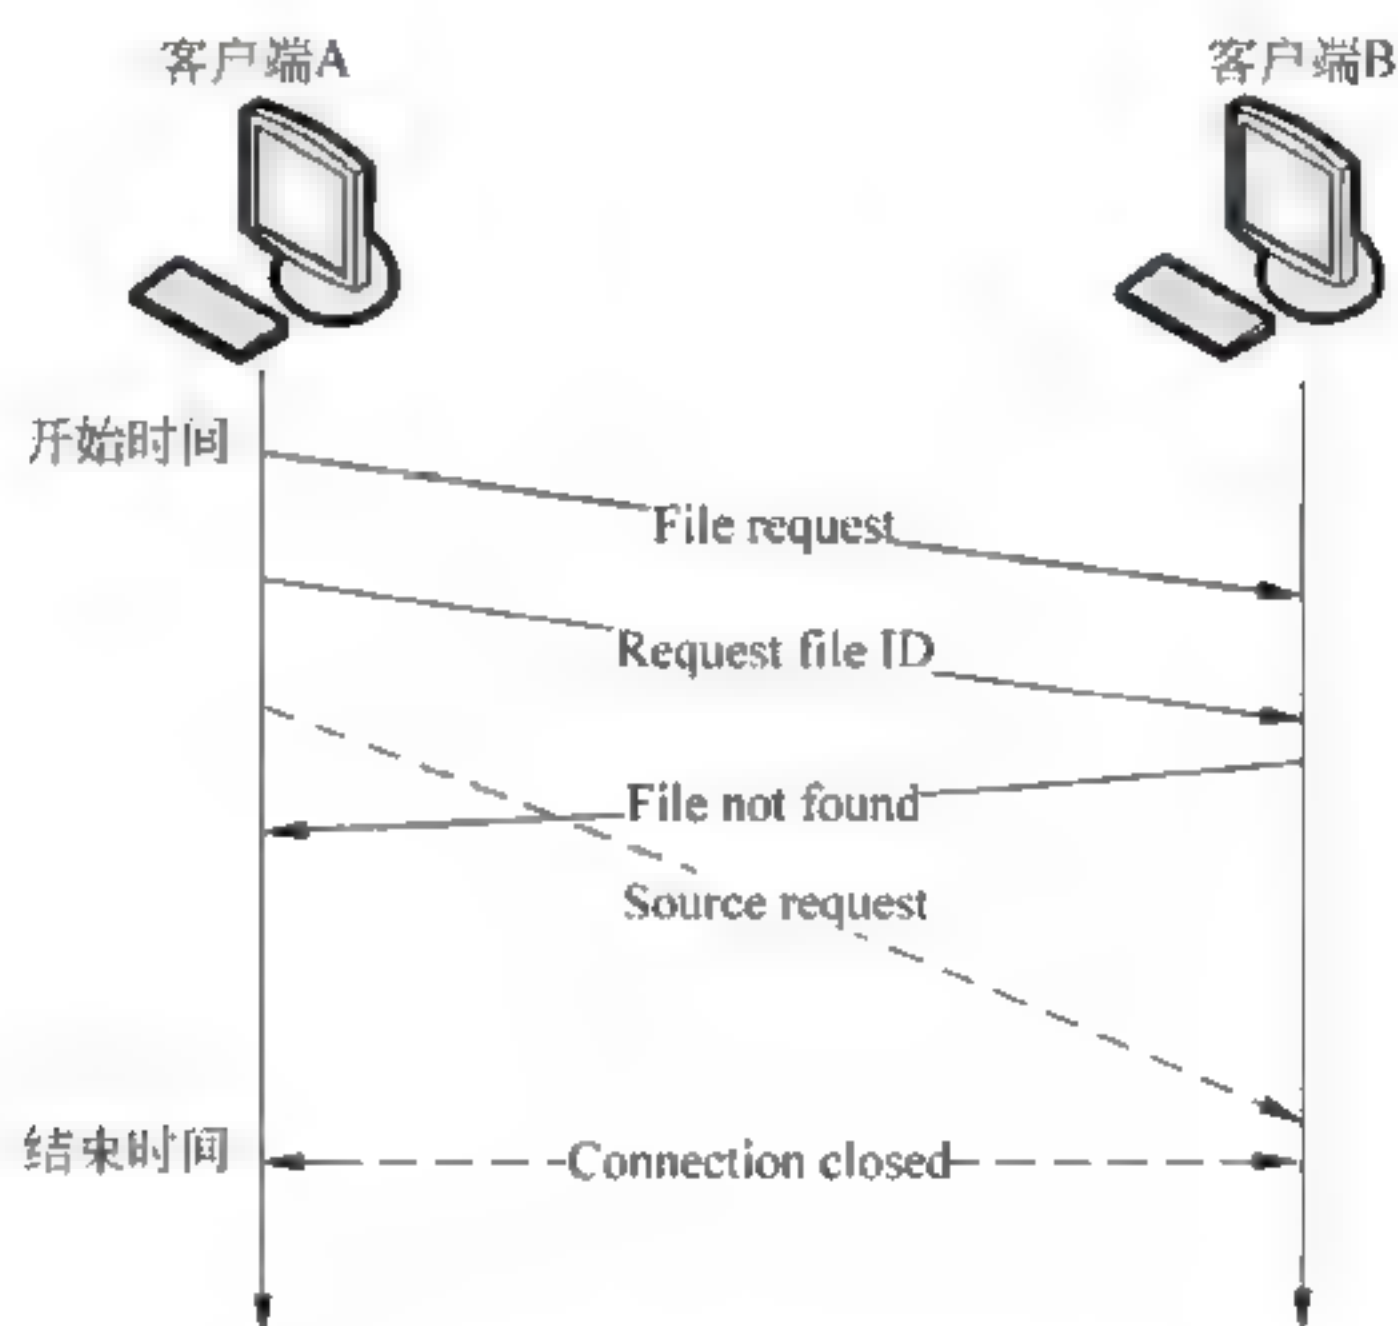 客户端A
客户端B
开始时间
File request
Request file ID
File not found
Source request
结束时间
Connection closed